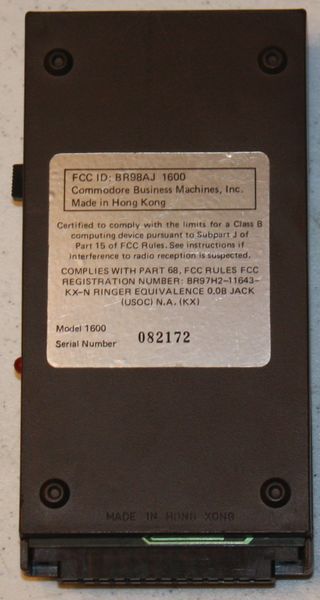 FCC ID: BR98AJ 1600
Commodore Business Machines, Inc.
Made in Hong Kong
Certified to comply with the limits for a Class B
computing device pursuant to Subpart J of
Part 15 of FCC Rules. See instructions if
interference to radio reception is suspected.
COMPLIES WITH PART 68, FCC RULES FCC
REGISTRATION NUMBER: BR97H2-11643-
KX-N RINGER EQUIVALENCE 0.0B JACK
(USOC) N.A. (KX)
Model 1600
Serial Number 082172
MADE IN HONG KONG